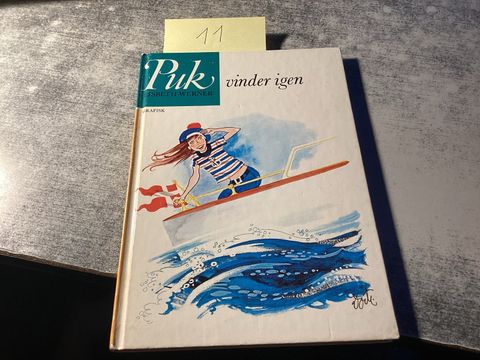 11
Puk
vinder igen
LISBETH WERNER
GRAFISK